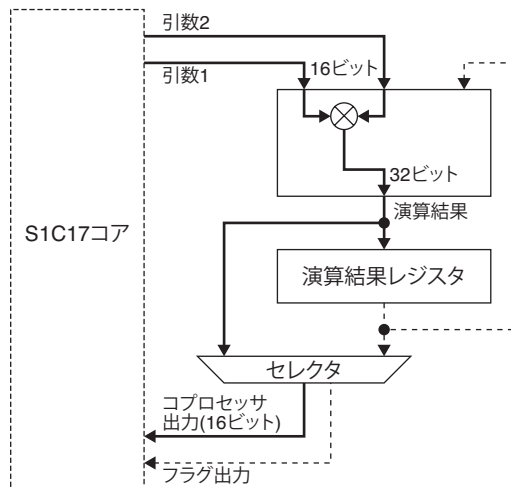 引数2
引数1
16ビット
32ビット
演算結果
S1C17コア
演算結果レジスタ
セレクタ
コプロセッサ
出力(16ビット)
フラグ出力